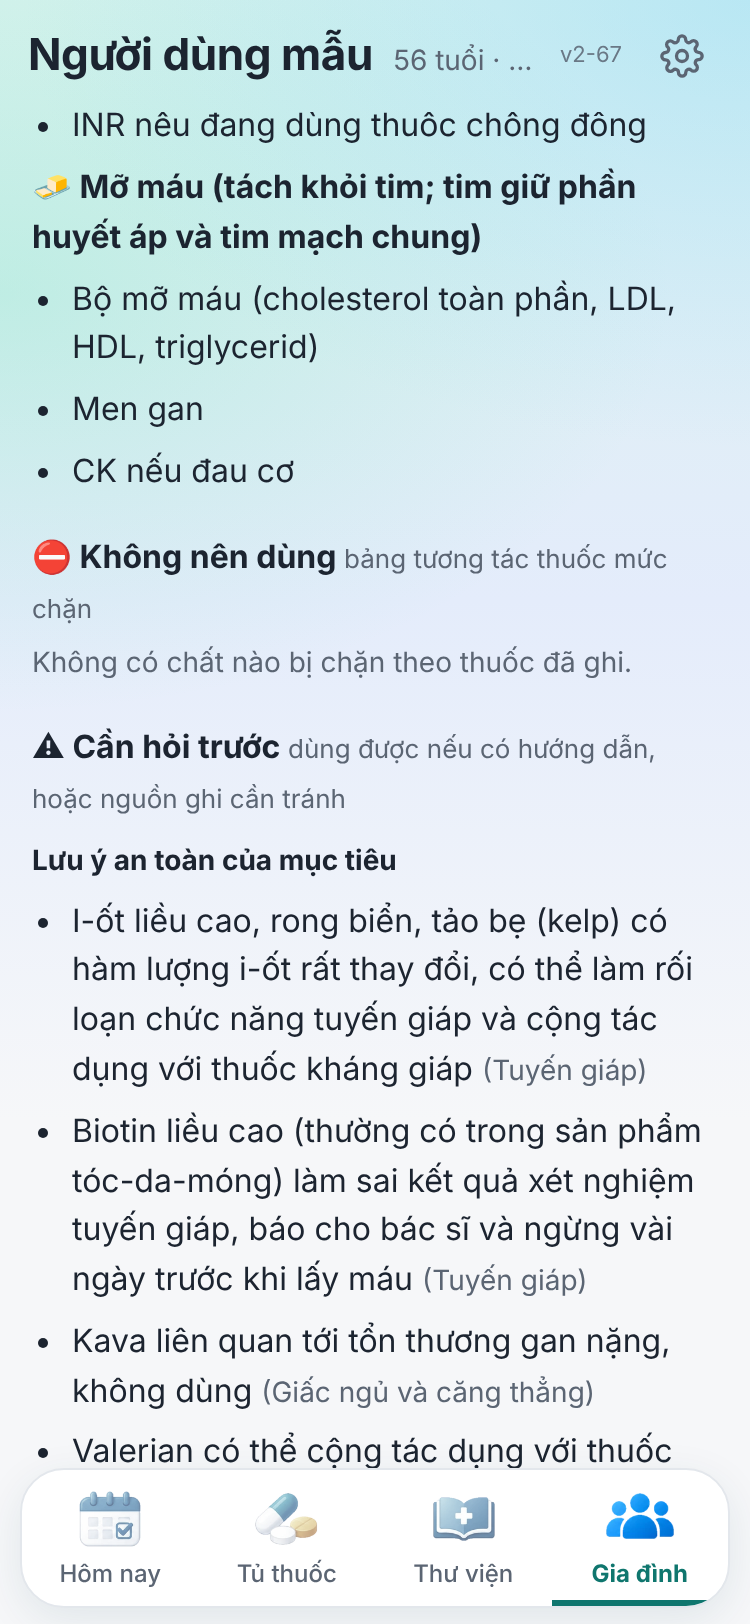 Người dùng mẫu 56 tuổi · ... v2-67
INR nêu đang dùng thuôc chông đông
Mỡ máu (tách khỏi tim; tim giữ phần
huyết áp và tim mạch chung)
Bộ mỡ máu (cholesterol toàn phần, LDL,
HDL, triglycerid)
Men gan
CK nếu đau cơ
Không nên dùng bảng tương tác thuốc mức
chặn
Không có chất nào bị chặn theo thuốc đã ghi.
Cần hỏi trước dùng được nếu có hướng dẫn,
hoặc nguồn ghi cần tránh
Lưu ý an toàn của mục tiêu
I-ốt liều cao, rong biển, tảo bẹ (kelp) có
hàm lượng i-ốt rất thay đổi, có thể làm rối
loạn chức năng tuyến giáp và cộng tác
dụng với thuốc kháng giáp (Tuyến giáp)
Biotin liều cao (thường có trong sản phẩm
tóc-da-móng) làm sai kết quả xét nghiệm
tuyến giáp, báo cho bác sĩ và ngừng vài
ngày trước khi lấy máu (Tuyến giáp)
Kava liên quan tới tổn thương gan nặng,
không dùng (Giấc ngủ và căng thẳng)
Valerian có thể cộng tác dụng với thuốc
Hôm nay Tủ thuốc Thư viện Gia đình